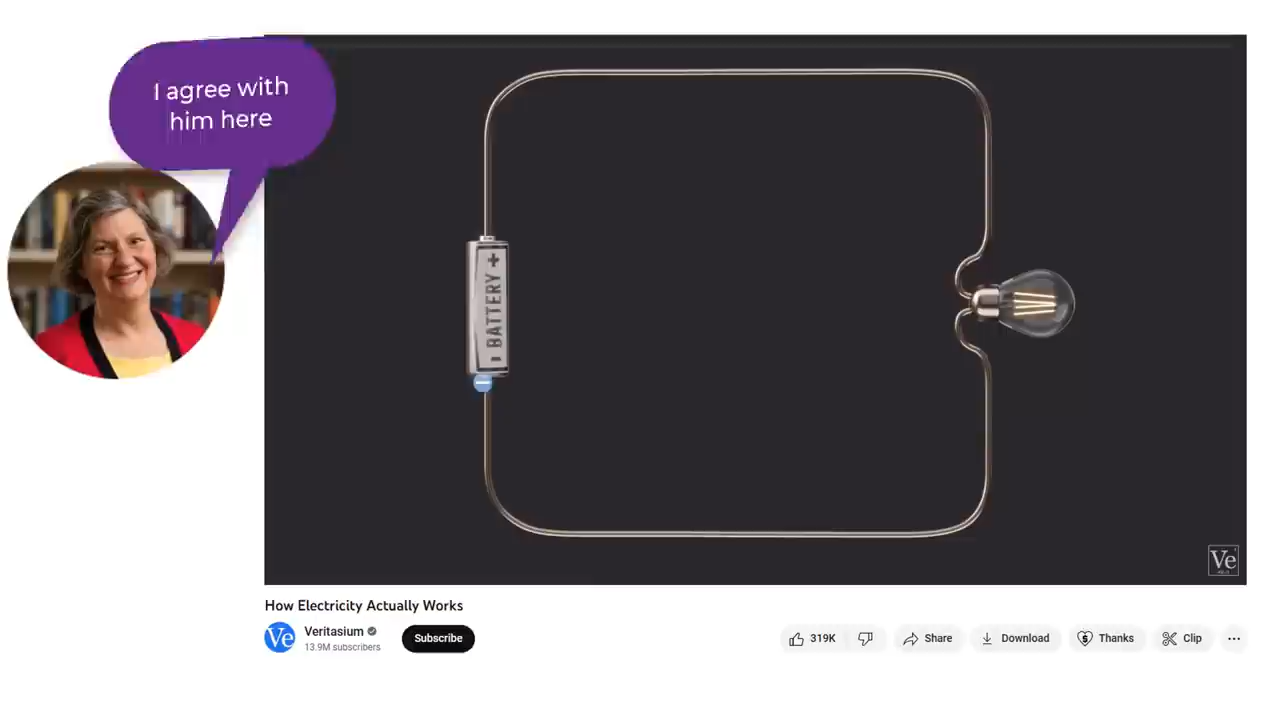 I agree with
him here
- BATTERY +
Ve
How Electricity Actually Works
Ve
Veritasium
13.9M subscribers
Subscribe
319K
Share
Download
Thanks
Clip